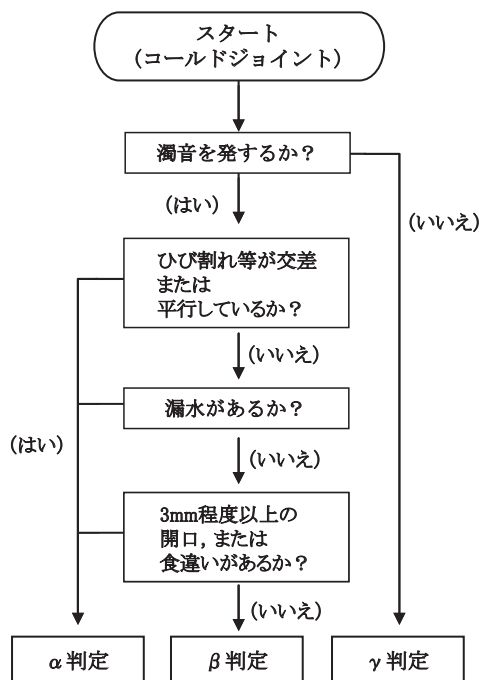 スタート
(コールドジョイント)
濁音を発するか？
(はい)
(いいえ)
ひび割れ等が交差
または
平行しているか？
(いいえ)
漏水があるか？
(はい)
(いいえ)
3mm程度以上の
開口, または
食違いがあるか？
(いいえ)
α判定
β判定
γ判定